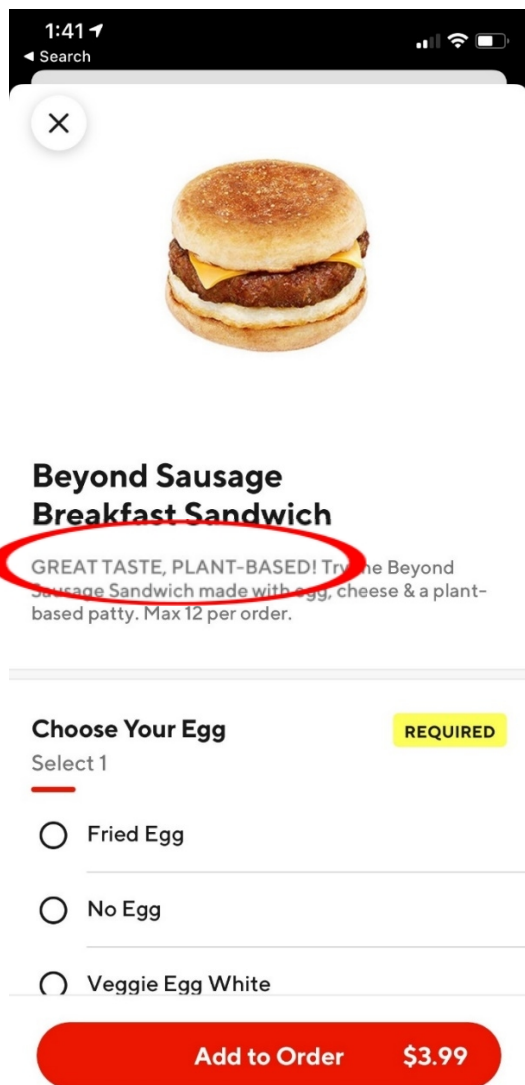 1:41
Search
Beyond Sausage
Breakfast Sandwich
GREAT TASTE, PLANT-BASED! Try the Beyond
Sausage Sandwich made with egg, cheese & a plant-
based patty. Max 12 per order.
Choose Your Egg
REQUIRED
Select 1
Fried Egg
No Egg
Veggie Egg White
Add to Order $3.99